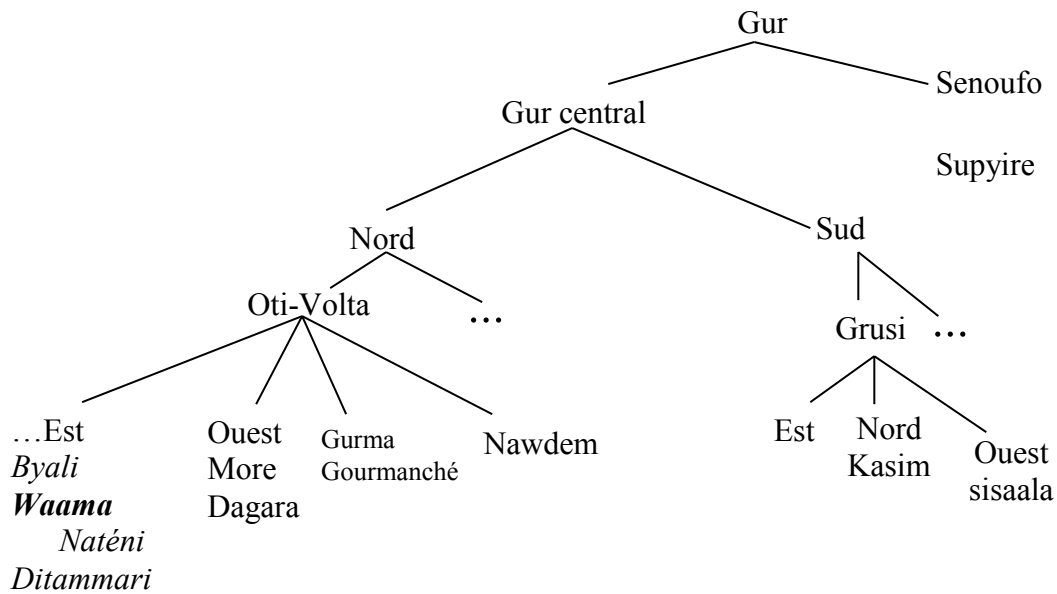 Gur
Senoufo
Gur central
Supyire
Sud
Nord
Oti-Volta
…
Grusi
…
…Est
Byali
Waama
Naténi
Ditammari
Ouest
More
Dagara
Gurma
Gourmanché
Nawdem
Est
Nord
Kasim
Ouest
sisaala